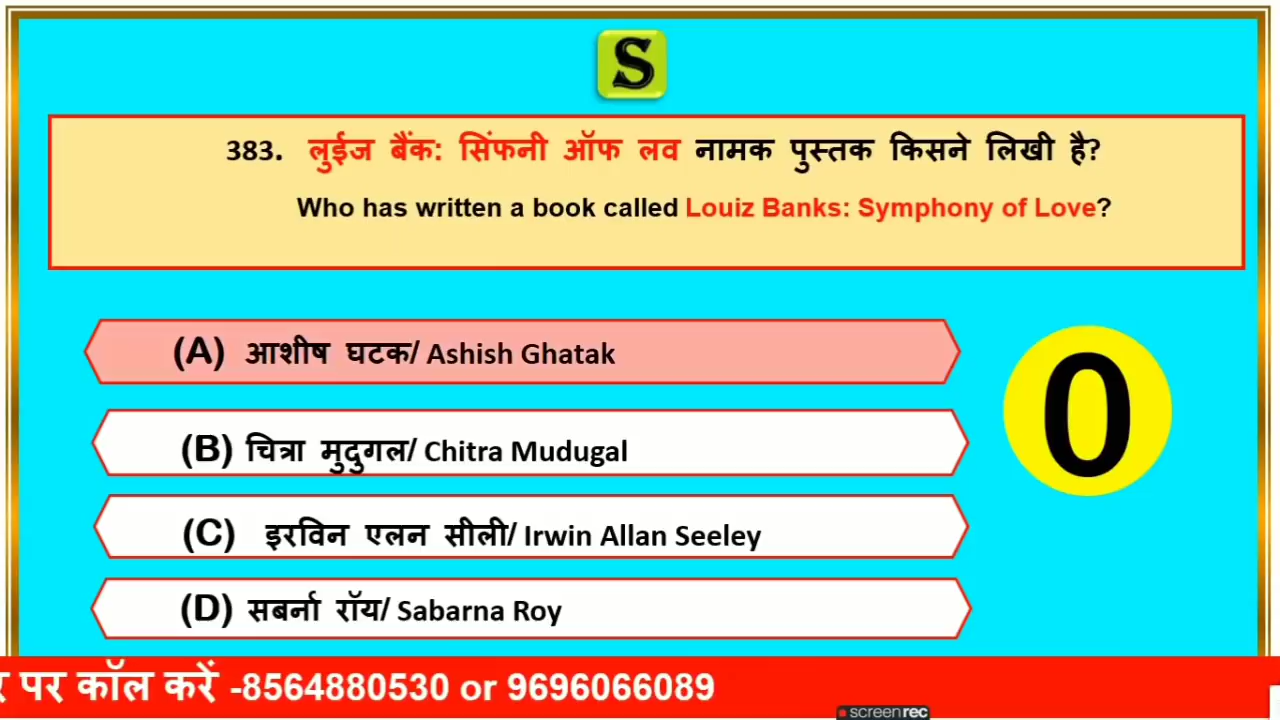 S
383. लुईज बैंक: सिंफनी ऑफ लव नामक पुस्तक किसने लिखी है?
Who has written a book called Louiz Banks: Symphony of Love?
(A) आशीष घटक/ Ashish Ghatak
0
(B) चित्रा मुदुगल/ Chitra Mudugal
(C) इरविन एलन सीली/ Irwin Allan Seeley
(D) सबर्ना रॉय/ Sabarna Roy
पर कॉल करें -8564880530 or 9696066089
screenrec